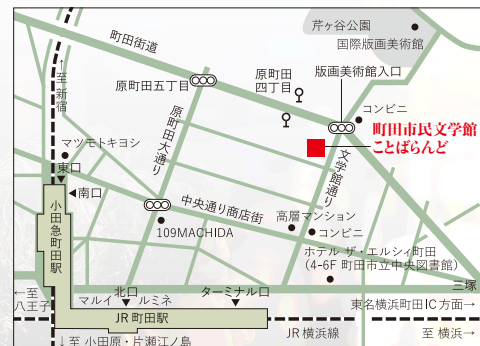 芹ヶ谷公園
国際版画美術館
町田街道
←至新宿
原町田五丁目
原町田
四丁目
版画美術館入口
コンビニ
町田市民文学館
ことばらんど
原町田大通り
文学館通り
マツモトキヨシ
東口
南口
小田急町田駅
中央通り商店街
109MACHIDA
高層マンション
コンビニ
ホテル ザ・エルシィ町田
(4-6F 町田市立中央図書館)
三塚
←至
八王子
北口
マルイ
ルミネ
ターミナル口
東名横浜町田IC方面→
JR 町田駅
JR 横浜線
至 横浜→
↓至 小田原・片瀬江ノ島